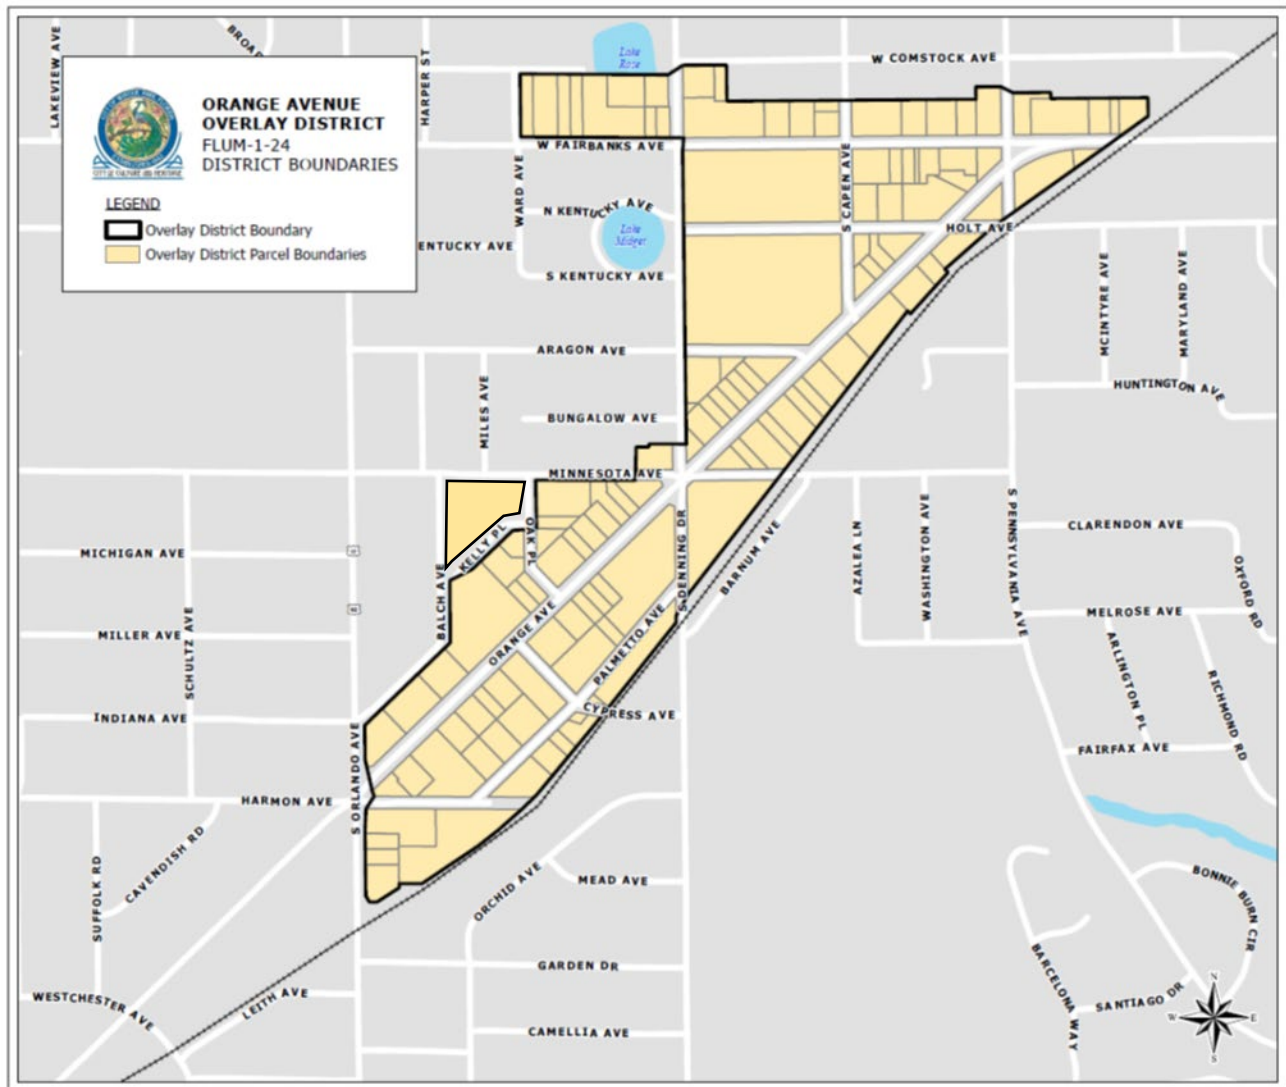 LAKEVIEW AVE
BROAD
HARPER ST
Lake
Rose
W COMSTOCK AVE
ORANGE AVENUE
OVERLAY DISTRICT
FLUM-1-24
DISTRICT BOUNDARIES
LEGEND
Overlay District Boundary
Overlay District Parcel Boundaries
W FAIRBANKS AVE
WARD AVE
S CAPEN AVE
N KENTUCKY AVE
Lake
Midget
ENTUCKY AVE
HOLT AVE
S KENTUCKY AVE
MCINTYRE AVE
MARYLAND AVE
ARAGON AVE
HUNTINGTON AVE
MILES AVE
BUNGALOW AVE
MINNESOTA AVE
OAK PL
KELLY PL
S DENNING DR
BARNUM AVE
AZALEA LN
WASHINGTON AVE
S PENNSYLVANIA AVE
CLARENDON AVE
MICHIGAN AVE
OXFORD RD
BALCH AVE
ORANGE AVE
PALMETTO AVE
MELROSE AVE
MILLER AVE
SCHULTZ AVE
ARLINGTON PL
RICHMOND RD
INDIANA AVE
CYPRESS AVE
FAIRFAX AVE
S ORLANDO AVE
HARMON AVE
SUFFOLK RD
CAVENDISH RD
ORCHID AVE
MEAD AVE
BONNIE BURN CIR
BARCELONA WAY
GARDEN DR
SANTIAGO DR
WESTCHESTER AVE
LEITH AVE
CAMELLIA AVE
N
W E
S